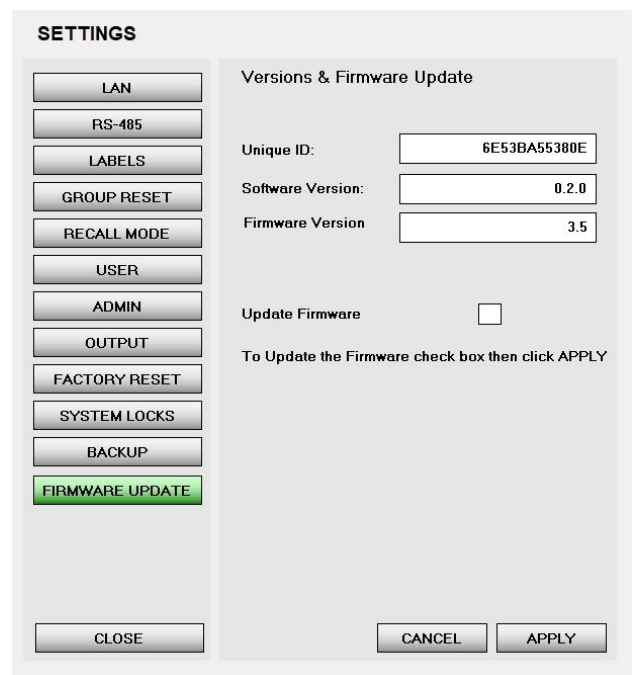 SETTINGS
LAN
RS-485
LABELS
GROUP RESET
RECALL MODE
USER
ADMIN
OUTPUT
FACTORY RESET
SYSTEM LOCKS
BACKUP
FIRMWARE UPDATE
CLOSE
Versions & Firmware Update
Unique ID: 6E53BA55380E
Software Version: 0.2.0
Firmware Version 3.5
Update Firmware
To Update the Firmware check box then click APPLY
CANCEL APPLY